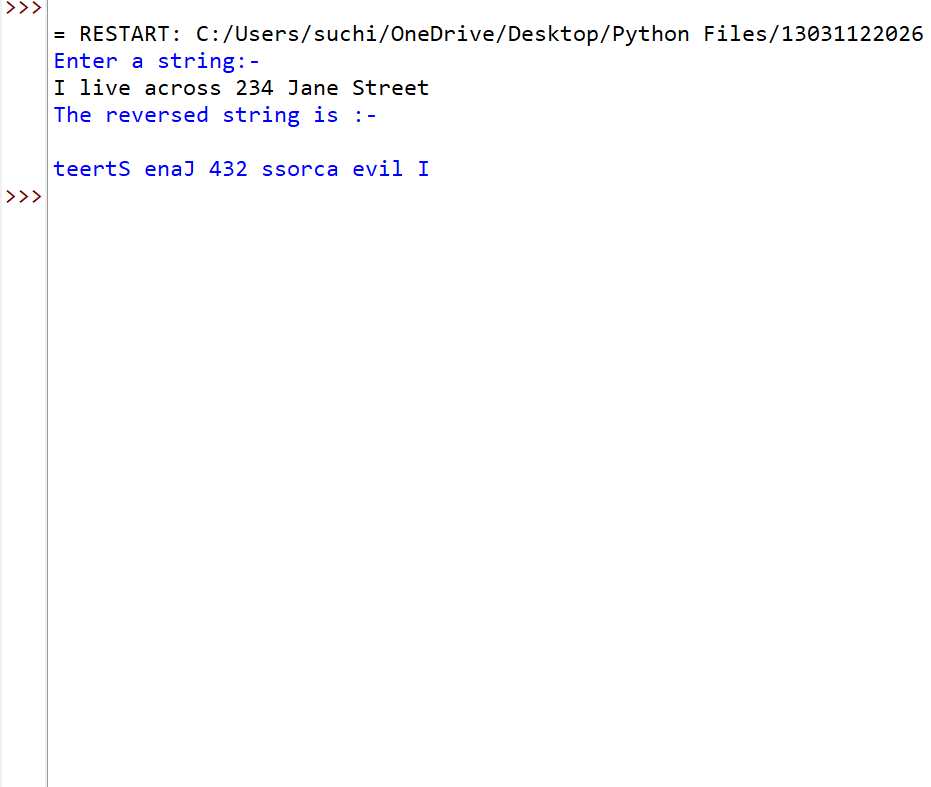 >>>
= RESTART: C:/Users/suchi/OneDrive/Desktop/Python Files/13031122026
Enter a string:-
I live across 234 Jane Street
The reversed string is :-
teertS enaJ 432 ssorca evil I
>>>